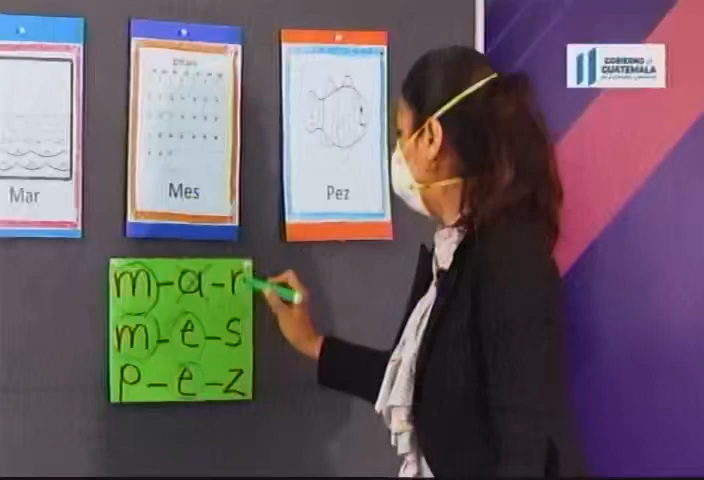 GOBIERNO de
GUATEMALA
Mar
Mes
Pez
m-a-r
m-e-s
p-e-z